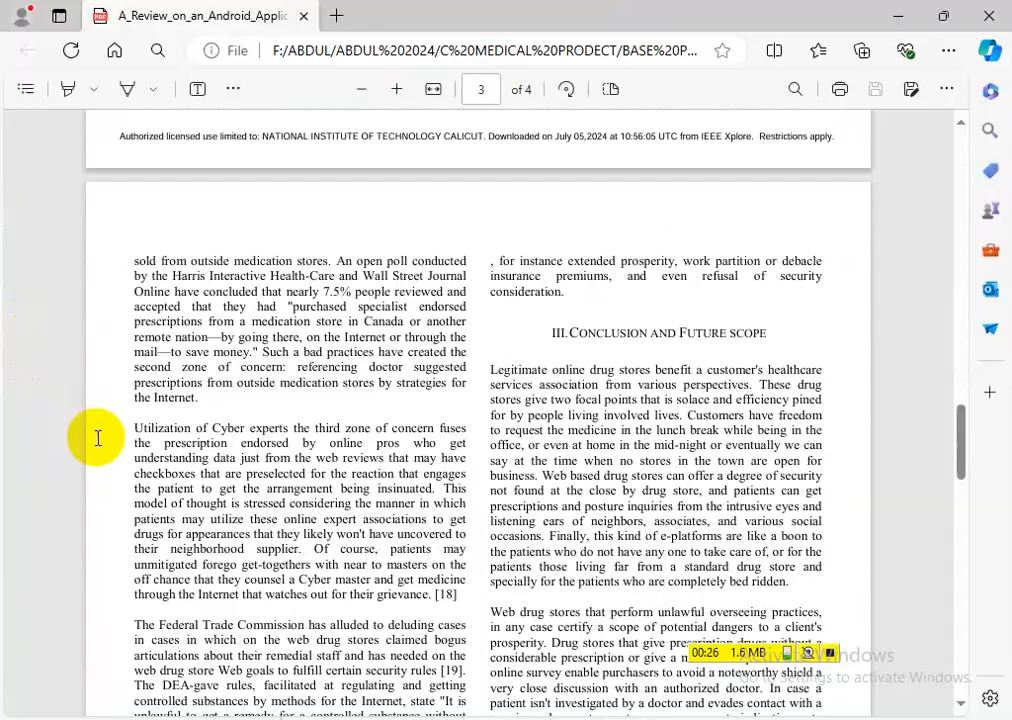 A_Review_on_an_Android_Applic
File
F:/ABDUL/ABDUL%202024/C%20MEDICAL%20PRODECT/BASE%20P...
3 of 4
Authorized licensed use limited to: NATIONAL INSTITUTE OF TECHNOLOGY CALICUT. Downloaded on July 05,2024 at 10:56:05 UTC from IEEE Xplore. Restrictions apply.
sold from outside medication stores. An open poll conducted
by the Harris Interactive Health-Care and Wall Street Journal
Online have concluded that nearly 7.5% people reviewed and
accepted that they had "purchased specialist endorsed
prescriptions from a medication store in Canada or another
remote nation—by going there, on the Internet or through the
mail—to save money." Such a bad practices have created the
second zone of concern: referencing doctor suggested
prescriptions from outside medication stores by strategies for
the Internet.
Utilization of Cyber experts the third zone of concern fuses
the prescription endorsed by online pros who get
understanding data just from the web reviews that may have
checkboxes that are preselected for the reaction that engages
the patient to get the arrangement being insinuated. This
model of thought is stressed considering the manner in which
patients may utilize these online expert associations to get
drugs for appearances that they likely won't have uncovered to
their neighborhood supplier. Of course, patients may
unmitigated forego get-togethers with near to masters on the
off chance that they counsel a Cyber master and get medicine
through the Internet that watches out for their grievance. [18]
The Federal Trade Commission has alluded to deluding cases
in cases in which on the web drug stores claimed bogus
articulations about their remedial staff and has needed on the
web drug store Web goals to fulfill certain security rules [19].
The DEA-gave rules, facilitated at regulating and getting
controlled substances by methods for the Internet, state "It is
unlawful to get a remedy for a controlled substance without
, for instance extended prosperity, work partition or debacle
insurance premiums, and even refusal of security
consideration.
III.CONCLUSION AND FUTURE SCOPE
Legitimate online drug stores benefit a customer's healthcare
services association from various perspectives. These drug
stores give two focal points that is solace and efficiency pined
for by people living involved lives. Customers have freedom
to request the medicine in the lunch break while being in the
office, or even at home in the mid-night or eventually we can
say at the time when no stores in the town are open for
business. Web based drug stores can offer a degree of security
not found at the close by drug store, and patients can get
prescriptions and posture inquiries from the intrusive eyes and
listening ears of neighbors, associates, and various social
occasions. Finally, this kind of e-platforms are like a boon to
the patients who do not have any one to take care of, or for the
patients those living far from a standard drug store and
specially for the patients who are completely bed ridden.
Web drug stores that perform unlawful overseeing practices,
in any case certify a scope of potential dangers to a client's
prosperity. Drug stores that give prescription drugs without a
considerable prescription or give a m
online survey enable purchasers to avoid a noteworthy shield a
very close discussion with an authorized doctor. In case a
patient isn't investigated by a doctor and evades contact with a
00:26 1.6 MB
Activate Windows
Go to Settings to activate Windows.